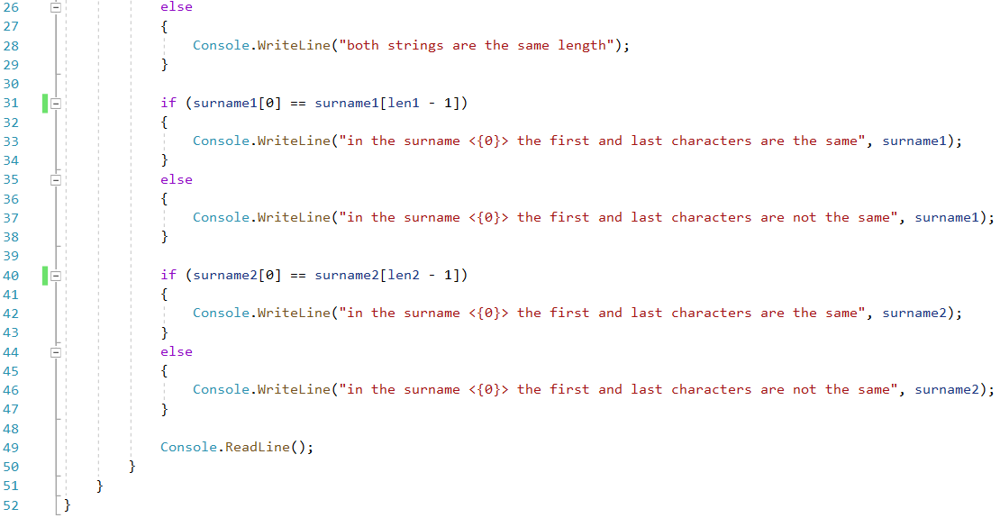 26 else
27 {
28 Console.WriteLine("both strings are the same length");
29 }
30
31 if (surname1[0] == surname1[len1 - 1])
32 {
33 Console.WriteLine("in the surname <{0}> the first and last characters are the same", surname1);
34 }
35 else
36 {
37 Console.WriteLine("in the surname <{0}> the first and last characters are not the same", surname1);
38 }
39
40 if (surname2[0] == surname2[len2 - 1])
41 {
42 Console.WriteLine("in the surname <{0}> the first and last characters are the same", surname2);
43 }
44 else
45 {
46 Console.WriteLine("in the surname <{0}> the first and last characters are not the same", surname2);
47 }
48
49 Console.ReadLine();
50 }
51 }
52 }